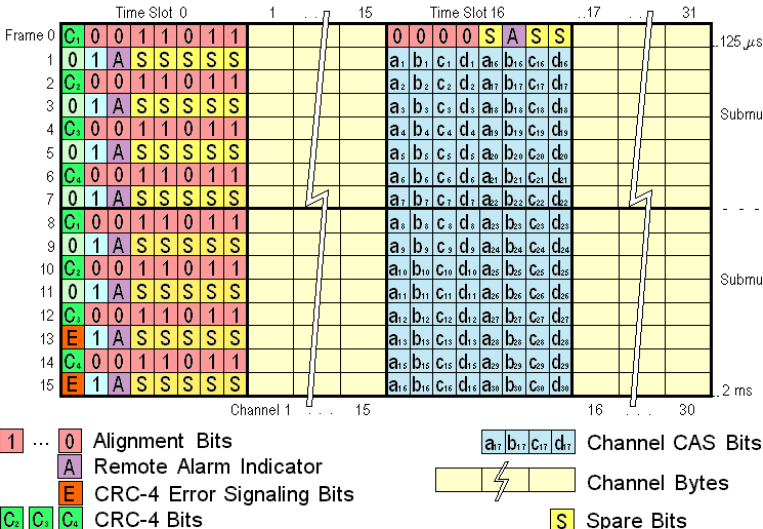 Time Slot 0 1 . . . 15 Time Slot 16 ..17 . . . 31
Frame 0 C₁ 0 0 1 1 0 1 1 0 0 0 0 S A S S 125 μs
1 0 1 A S S S S S a₁ b₁ c₁ d₁ a₁₆ b₁₆ c₁₆ d₁₆
2 C₂ 0 0 1 1 0 1 1 a₂ b₂ c₂ d₂ a₁₇ b₁₇ c₁₇ d₁₇
3 0 1 A S S S S S a₃ b₃ c₃ d₃ a₁₈ b₁₈ c₁₈ d₁₈ Submu
4 C₃ 0 0 1 1 0 1 1 a₄ b₄ c₄ d₄ a₁₉ b₁₉ c₁₉ d₁₉
5 0 1 A S S S S S a₅ b₅ c₅ d₅ a₂₀ b₂₀ c₂₀ d₂₀
6 C₄ 0 0 1 1 0 1 1 a₆ b₆ c₆ d₆ a₂₁ b₂₁ c₂₁ d₂₁
7 0 1 A S S S S S a₇ b₇ c₇ d₇ a₂₂ b₂₂ c₂₂ d₂₂
8 C₁ 0 0 1 1 0 1 1 a₈ b₈ c₈ d₈ a₂₃ b₂₃ c₂₃ d₂₃
9 0 1 A S S S S S a₉ b₉ c₉ d₉ a₂₄ b₂₄ c₂₄ d₂₄
10 C₂ 0 0 1 1 0 1 1 a₁₀ b₁₀ c₁₀ d₁₀ a₂₅ b₂₅ c₂₅ d₂₅ Submu
11 0 1 A S S S S S a₁₁ b₁₁ c₁₁ d₁₁ a₂₆ b₂₆ c₂₆ d₂₆
12 C₃ 0 0 1 1 0 1 1 a₁₂ b₁₂ c₁₂ d₁₂ a₂₇ b₂₇ c₂₇ d₂₇
13 E 1 A S S S S S a₁₃ b₁₃ c₁₃ d₁₃ a₂₈ b₂₈ c₂₈ d₂₈
14 C₄ 0 0 1 1 0 1 1 a₁₅ b₁₅ c₁₅ d₁₅ a₂₉ b₂₉ c₂₉ d₂₉
15 E 1 A S S S S S a₁₆ b₁₆ c₁₆ d₁₆ a₃₀ b₃₀ c₃₀ d₃₀ 2 ms
Channel 1 . . . 15 16 . . . 30
1 ... 0 Alignment Bits a₁₇ b₁₇ c₁₇ d₁₇ Channel CAS Bits
A Remote Alarm Indicator
E CRC-4 Error Signaling Bits Channel Bytes
C₂ C₃ C₄ CRC-4 Bits S Spare Bits